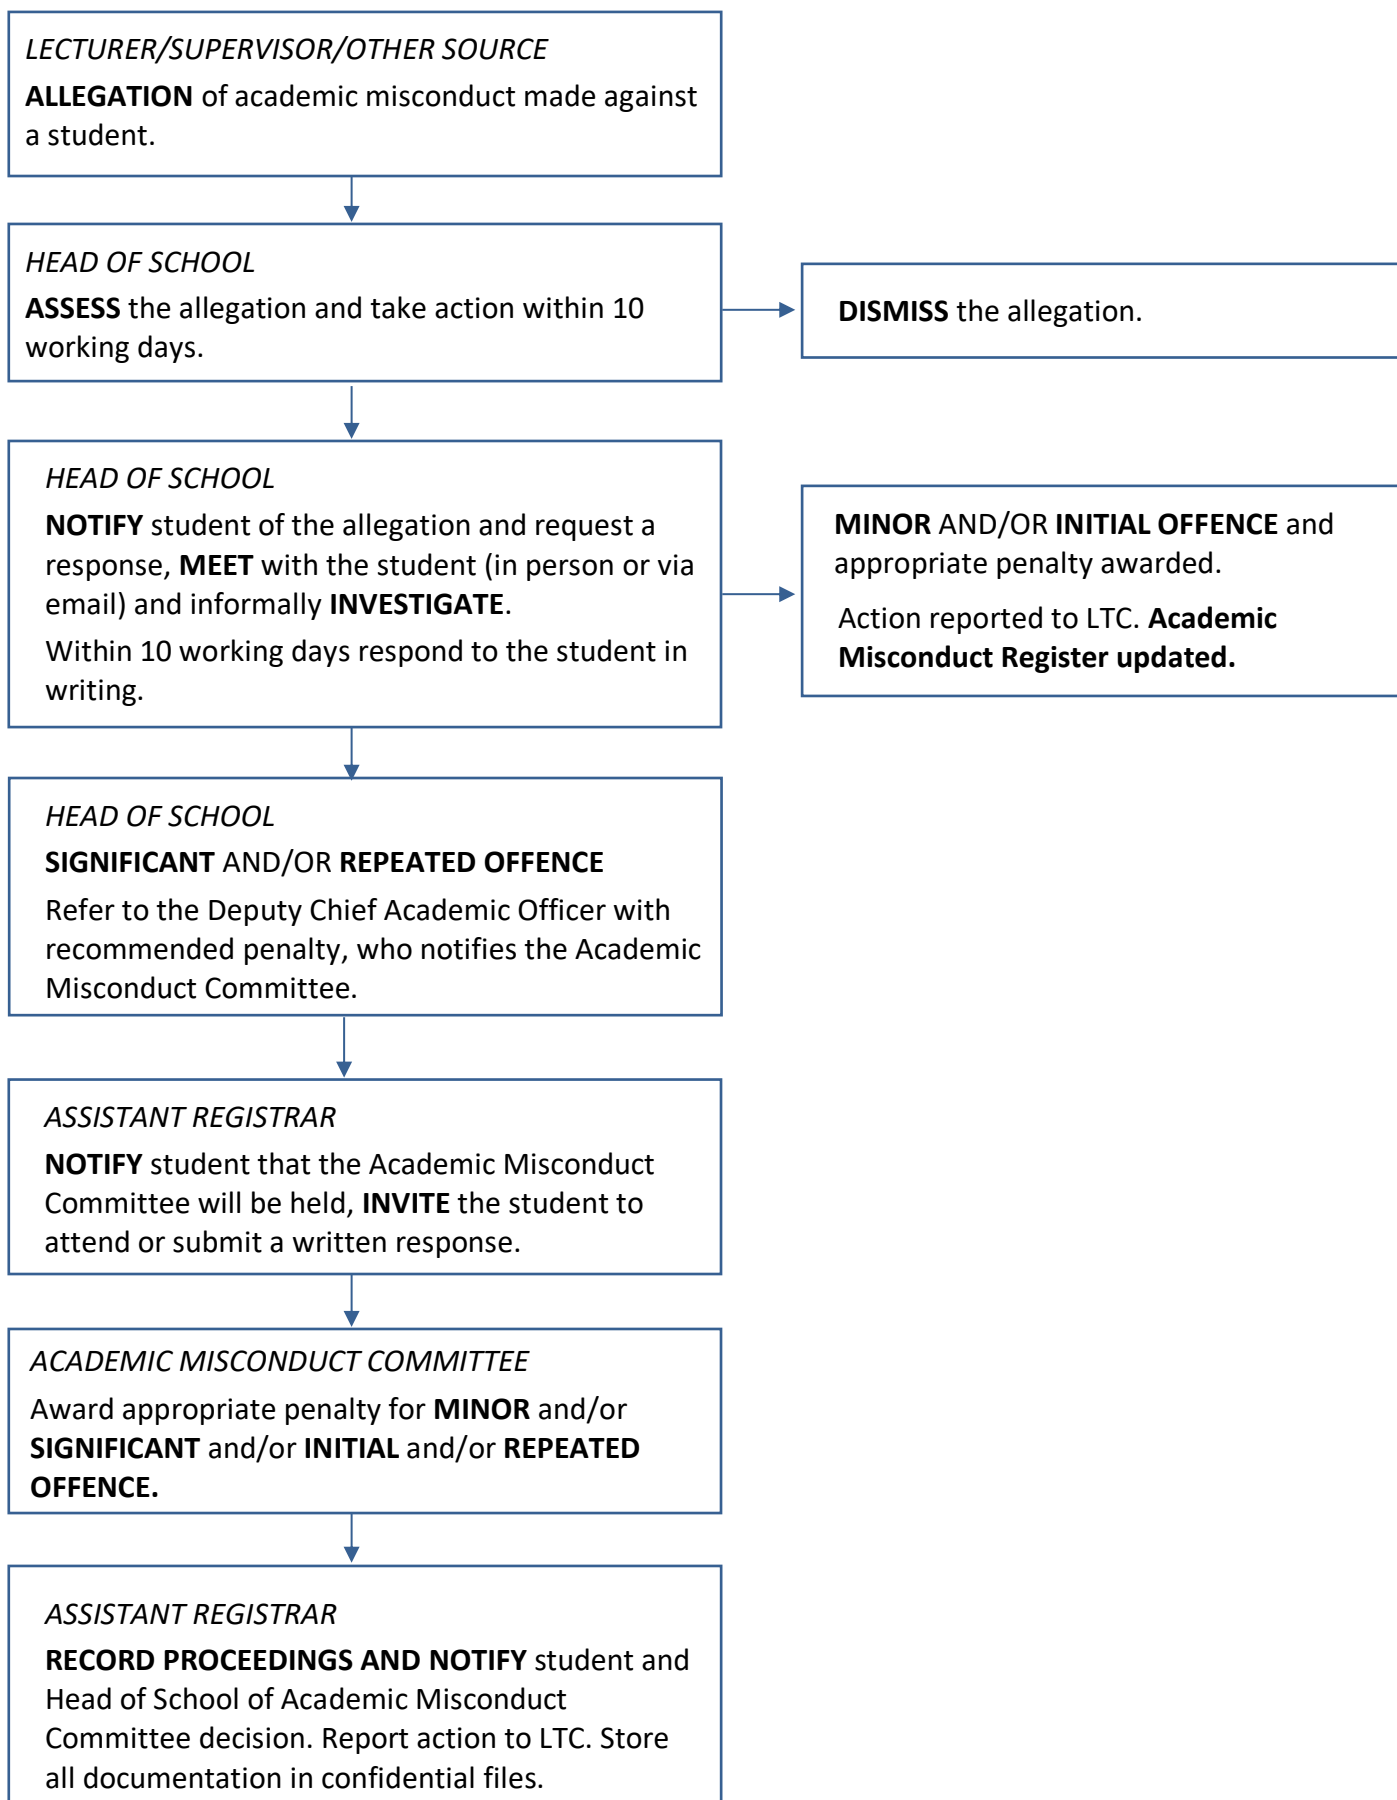 LECTURER/SUPERVISOR/OTHER SOURCE
ALLEGATION of academic misconduct made against
a student.
HEAD OF SCHOOL
ASSESS the allegation and take action within 10
working days.
DISMISS the allegation.
HEAD OF SCHOOL
NOTIFY student of the allegation and request a
response, MEET with the student (in person or via
email) and informally INVESTIGATE.
Within 10 working days respond to the student in
writing.
MINOR AND/OR INITIAL OFFENCE and
appropriate penalty awarded.
Action reported to LTC. Academic
Misconduct Register updated.
HEAD OF SCHOOL
SIGNIFICANT AND/OR REPEATED OFFENCE
Refer to the Deputy Chief Academic Officer with
recommended penalty, who notifies the Academic
Misconduct Committee.
ASSISTANT REGISTRAR
NOTIFY student that the Academic Misconduct
Committee will be held, INVITE the student to
attend or submit a written response.
ACADEMIC MISCONDUCT COMMITTEE
Award appropriate penalty for MINOR and/or
SIGNIFICANT and/or INITIAL and/or REPEATED
OFFENCE.
ASSISTANT REGISTRAR
RECORD PROCEEDINGS AND NOTIFY student and
Head of School of Academic Misconduct
Committee decision. Report action to LTC. Store
all documentation in confidential files.